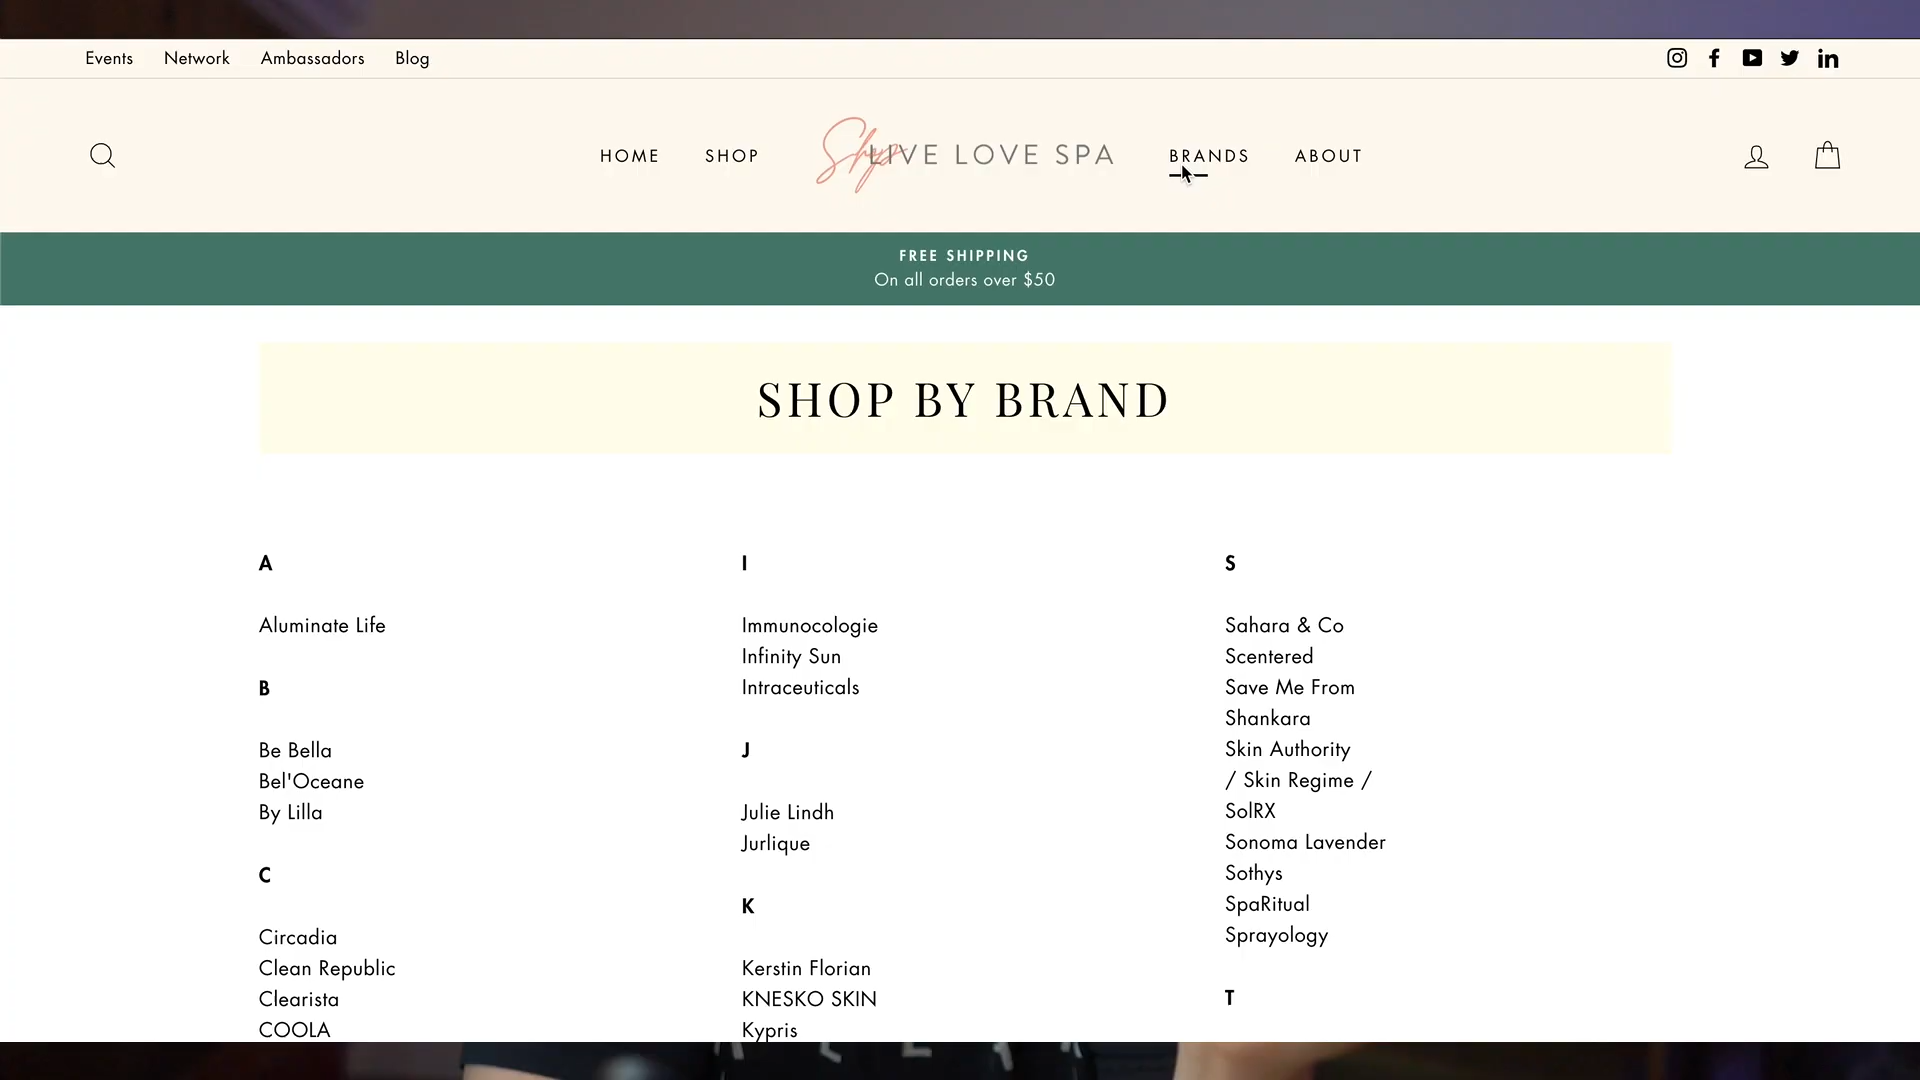 Events Network Ambassadors Blog
HOME SHOP Shop LIVE LOVE SPA BRANDS ABOUT
FREE SHIPPING
On all orders over $50
SHOP BY BRAND
A
Aluminate Life
B
Be Bella
Bel'Oceane
By Lilla
C
Circadia
Clean Republic
Clearista
COOLA
I
Immunocologie
Infinity Sun
Intraceuticals
J
Julie Lindh
Jurlique
K
Kerstin Florian
KNESKO SKIN
Kypris
S
Sahara & Co
Scentered
Save Me From
Shankara
Skin Authority
/ Skin Regime /
SolRX
Sonoma Lavender
Sothys
SpaRitual
Sprayology
T